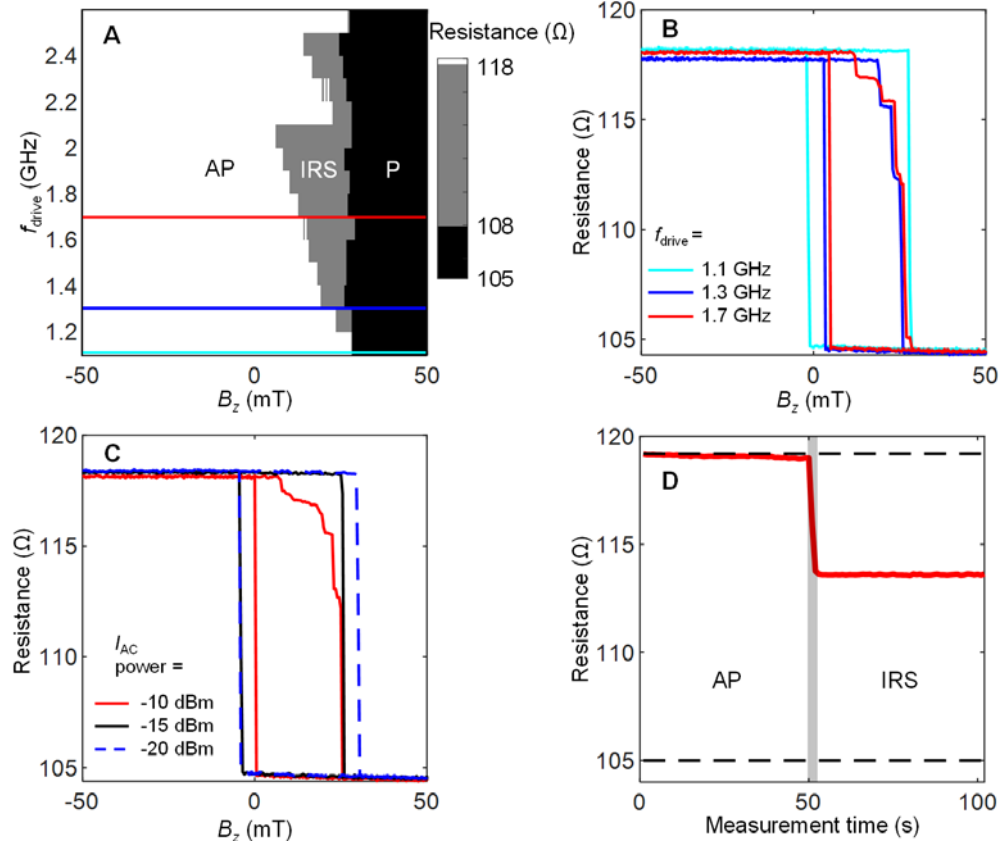 A
Resistance (Ω)
2.4
2.2
2
1.8
1.6
1.4
1.2
f_drive (GHz)
AP
IRS
P
118
108
105
-50
0
50
B_z (mT)
B
120
115
110
105
Resistance (Ω)
f_drive =
1.1 GHz
1.3 GHz
1.7 GHz
-50
0
50
B_z (mT)
C
120
115
110
105
Resistance (Ω)
I_AC
power =
-10 dBm
-15 dBm
-20 dBm
-50
0
50
B_z (mT)
D
120
115
110
105
Resistance (Ω)
AP
IRS
0
50
100
Measurement time (s)